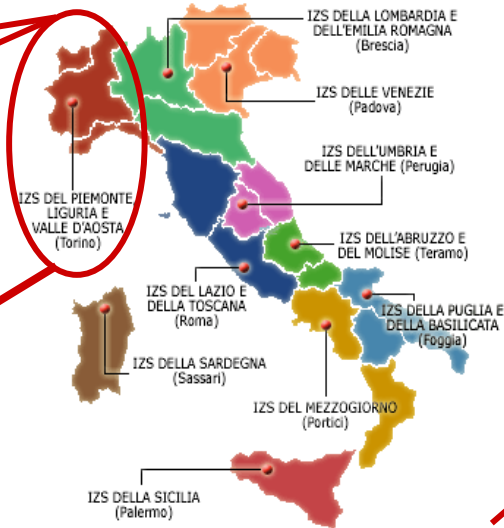 IZS DELLA LOMBARDIA E
DELL'EMILIA ROMAGNA
(Brescia)
IZS DELLE VENEZIE
(Padova)
IZS DELL'UMBRIA E
DELLE MARCHE (Perugia)
IZS DEL PIEMONTE,
LIGURIA E
VALLE D'AOSTA
(Torino)
IZS DELL'ABRUZZO E
DEL MOLISE (Teramo)
IZS DEL LAZIO E
DELLA TOSCANA
(Roma)
IZS DELLA PUGLIA E
DELLA BASILICATA
(Foggia)
IZS DELLA SARDEGNA
(Sassari)
IZS DEL MEZZOGIORNO
(Portici)
IZS DELLA SICILIA
(Palermo)